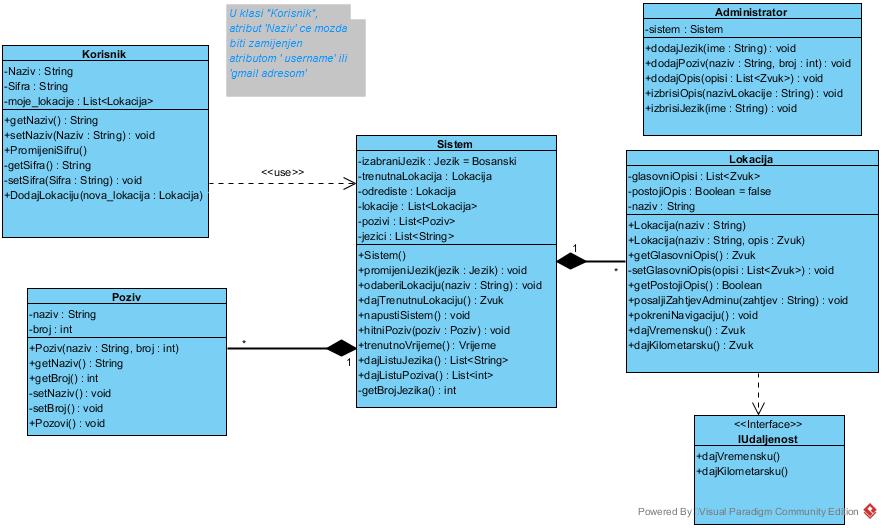 U klasi "Korisnik",
atribut 'Naziv' ce mozda
biti zamijenjen
atributom ' username' ili
'gmail adresom'
Korisnik
-Naziv : String
-Sifra : String
-moje_lokacije : List<Lokacija>
+getNaziv() : String
+setNaziv(Naziv : String) : void
+PromijeniSifru()
-getSifra() : String
-setSifra(Sifra : String) : void
+DodajLokaciju(nova_lokacija : Lokacija)
<<use>>
Administrator
-sistem : Sistem
+dodajJezik(ime : String) : void
+dodajPoziv(naziv : String, broj : int) : void
+dodajOpis(opisi : List<Zvuk>) : void
+izbrisiOpis(nazivLokacije : String) : void
+izbrisiJezik(ime : String) : void
Sistem
-izabraniJezik : Jezik = Bosanski
-trenutnaLokacija : Lokacija
-odrediste : Lokacija
-lokacije : List<Lokacija>
-pozivi : List<Poziv>
-jezici : List<String>
+Sistem()
+promijeniJezik(jezik : Jezik) : void
+odaberiLokaciju(naziv : String) : void
+dajTrenutnuLokaciju() : Zvuk
+napustiSistem() : void
+hitniPoziv(poziv : Poziv) : void
+trenutnoVrijeme() : Vrijeme
+dajListuJezika() : List<String>
+dajListuPoziva() : List<int>
-getBrojJezika() : int
1
*
Lokacija
-glasovniOpisi : List<Zvuk>
-postojiOpis : Boolean = false
-naziv : String
+Lokacija(naziv : String)
+Lokacija(naziv : String, opis : Zvuk)
+getGlasovniOpis() : Zvuk
-setGlasovniOpis(opisi : List<Zvuk>) : void
+getPostojiOpis() : Boolean
+posaljiZahtjevAdminu(zahtjev : String) : void
+pokreniNavigaciju() : void
+dajVremensku() : Zvuk
+dajKilometarsku() : Zvuk
Poziv
-naziv : String
-broj : int
+Poziv(naziv : String, broj : int)
+getNaziv() : String
+getBroj() : int
-setNaziv() : void
-setBroj() : void
+Pozovi() : void
*
1
<<Interface>>
IUdaljenost
+dajVremensku()
+dajKilometarsku()
Powered By Visual Paradigm Community Edition